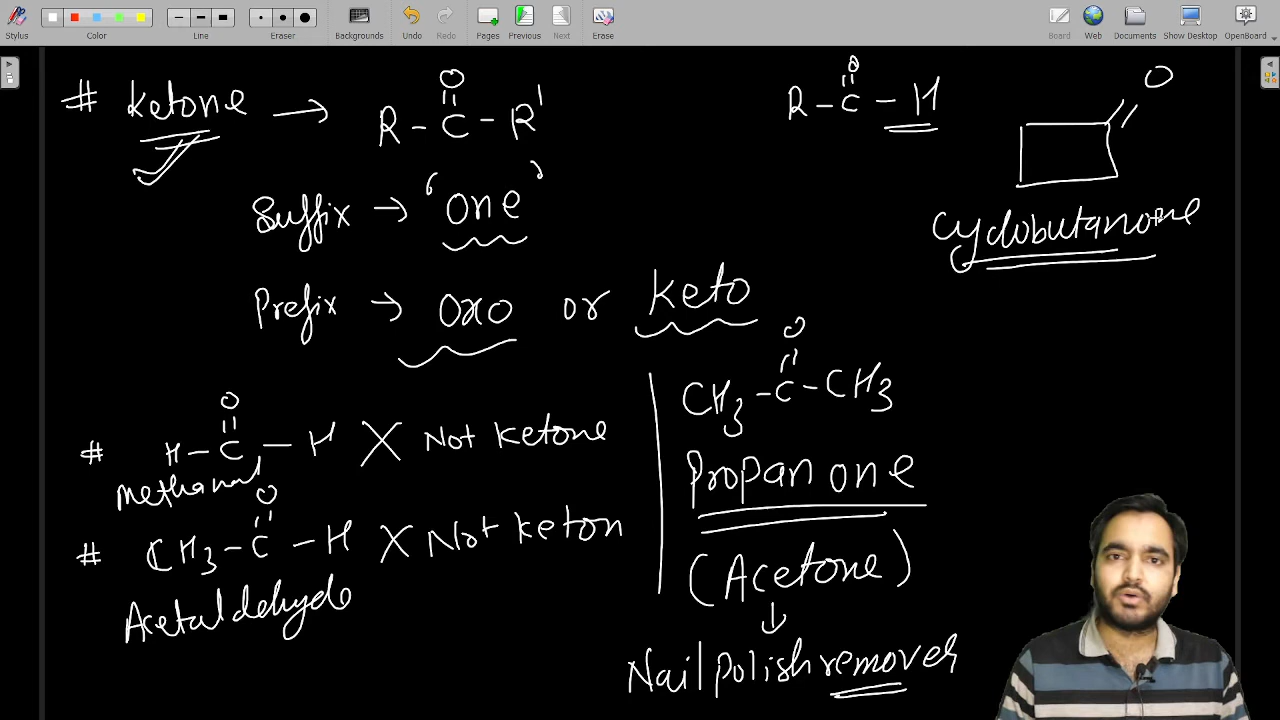 Stylus Color Line Eraser Backgrounds Undo Redo Pages Previous Next Erase Board Web Documents Show Desktop OpenBoard
# Ketone → R - C - R'
O
R - C - H
O
O
Suffix → 'one'
Cyclobutanone
Prefix → oxo or keto
O
H - C - H X Not Ketone
Methanal
O
CH3 - C - H X Not keton
Acetaldehyde
O
CH3 - C - CH3
Propanone
(Acetone)
↓
Nail polish remover